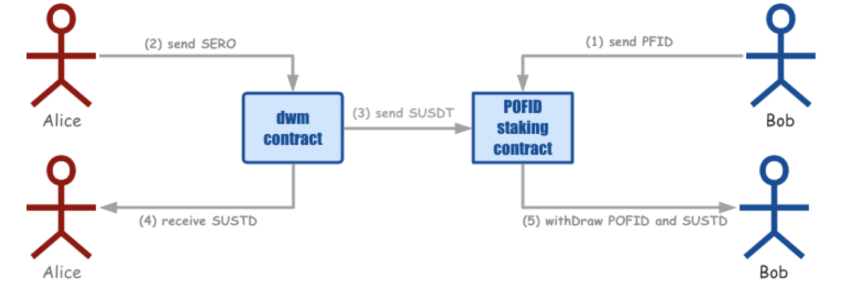 (2) send SERO
(1) send PFID
Alice
dwm
contract
(3) send SUSDT
POFID
staking
contract
Bob
(4) receive SUSTD
(5) withDraw POFID and SUSTD
Alice
Bob